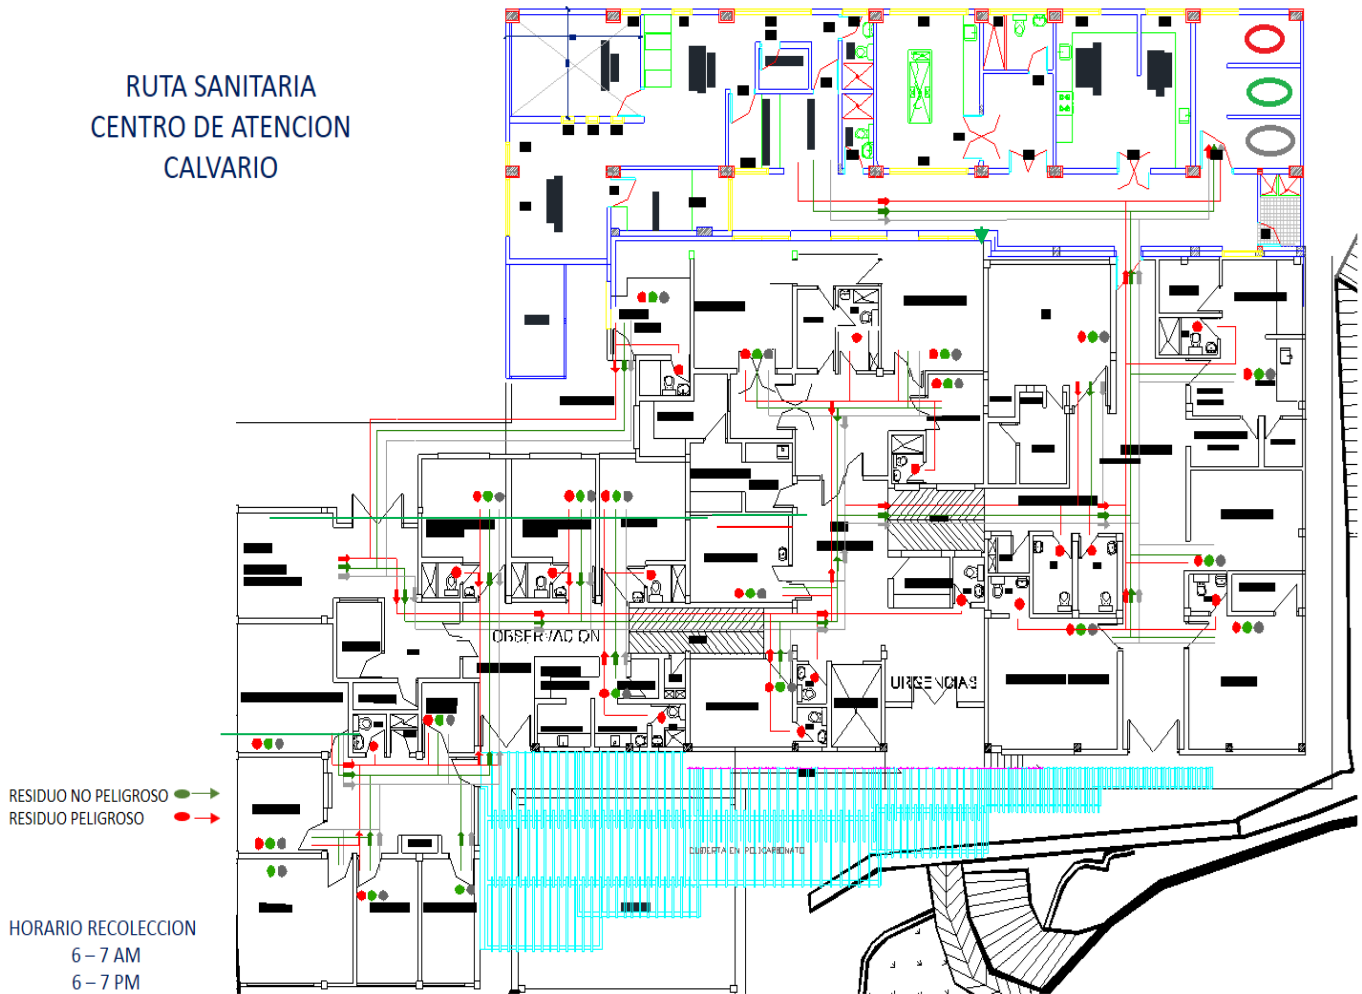 RUTA SANITARIA
CENTRO DE ATENCION
CALVARIO
OBSERVACION
URGENCIAS
RESIDUO NO PELIGROSO
RESIDUO PELIGROSO
CUBIERTA EN POLICARBONATO
HORARIO RECOLECCION
6 – 7 AM
6 – 7 PM